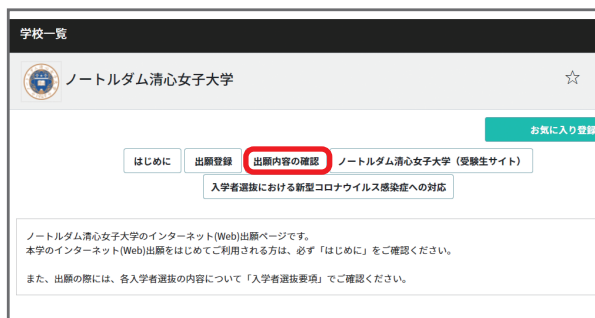 学校一覧
ノートルダム清心女子大学
お気に入り登録
はじめに 出願登録 出願内容の確認 ノートルダム清心女子大学（受験生サイト）
入学者選抜における新型コロナウイルス感染症への対応
ノートルダム清心女子大学のインターネット(Web)出願ページです。
本学のインターネット(Web)出願をはじめてご利用される方は、必ず「はじめに」をご確認ください。
また、出願の際には、各入学者選抜の内容について「入学者選抜要項」でご確認ください。